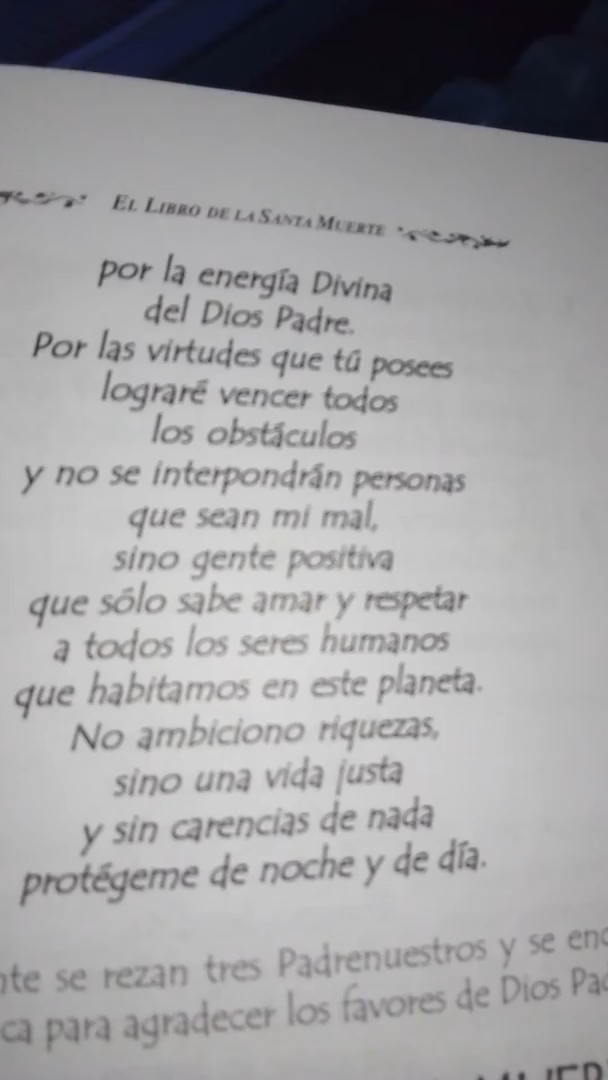 EL LIBRO DE LA SANTA MUERTE
por la energía Divina
del Dios Padre.
Por las virtudes que tú posees
lograré vencer todos
los obstáculos
y no se interpondrán personas
que sean mi mal,
sino gente positiva
que sólo sabe amar y respetar
a todos los seres humanos
que habitamos en este planeta.
No ambiciono riquezas,
sino una vida justa
y sin carencias de nada
protégeme de noche y de día.
se rezan tres Padrenuestros y se
para agradecer los favores de Dios